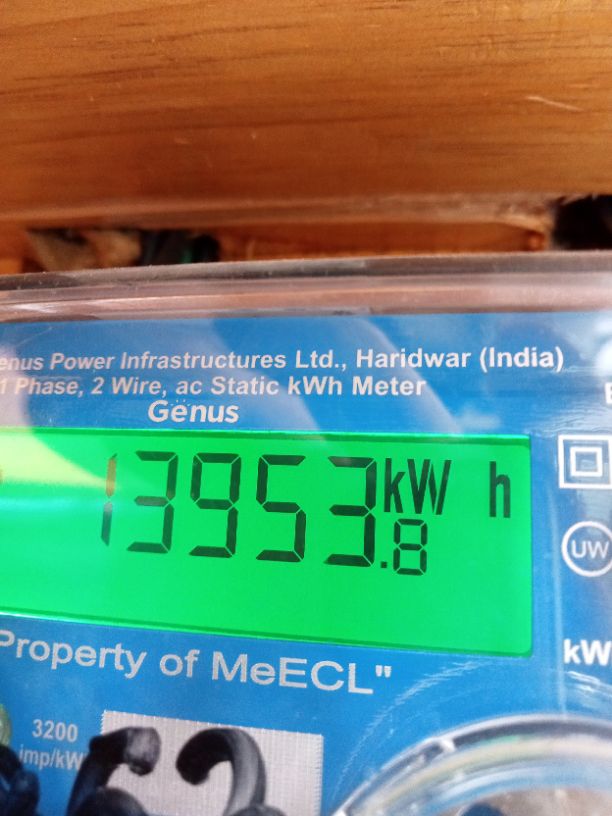 enus Power Infrastructures Ltd., Haridwar (India)
1 Phase, 2 Wire, ac Static kWh Meter
Genus
13953.8 kW h
UW
kW
Property of MeECL"
3200
imp/kW